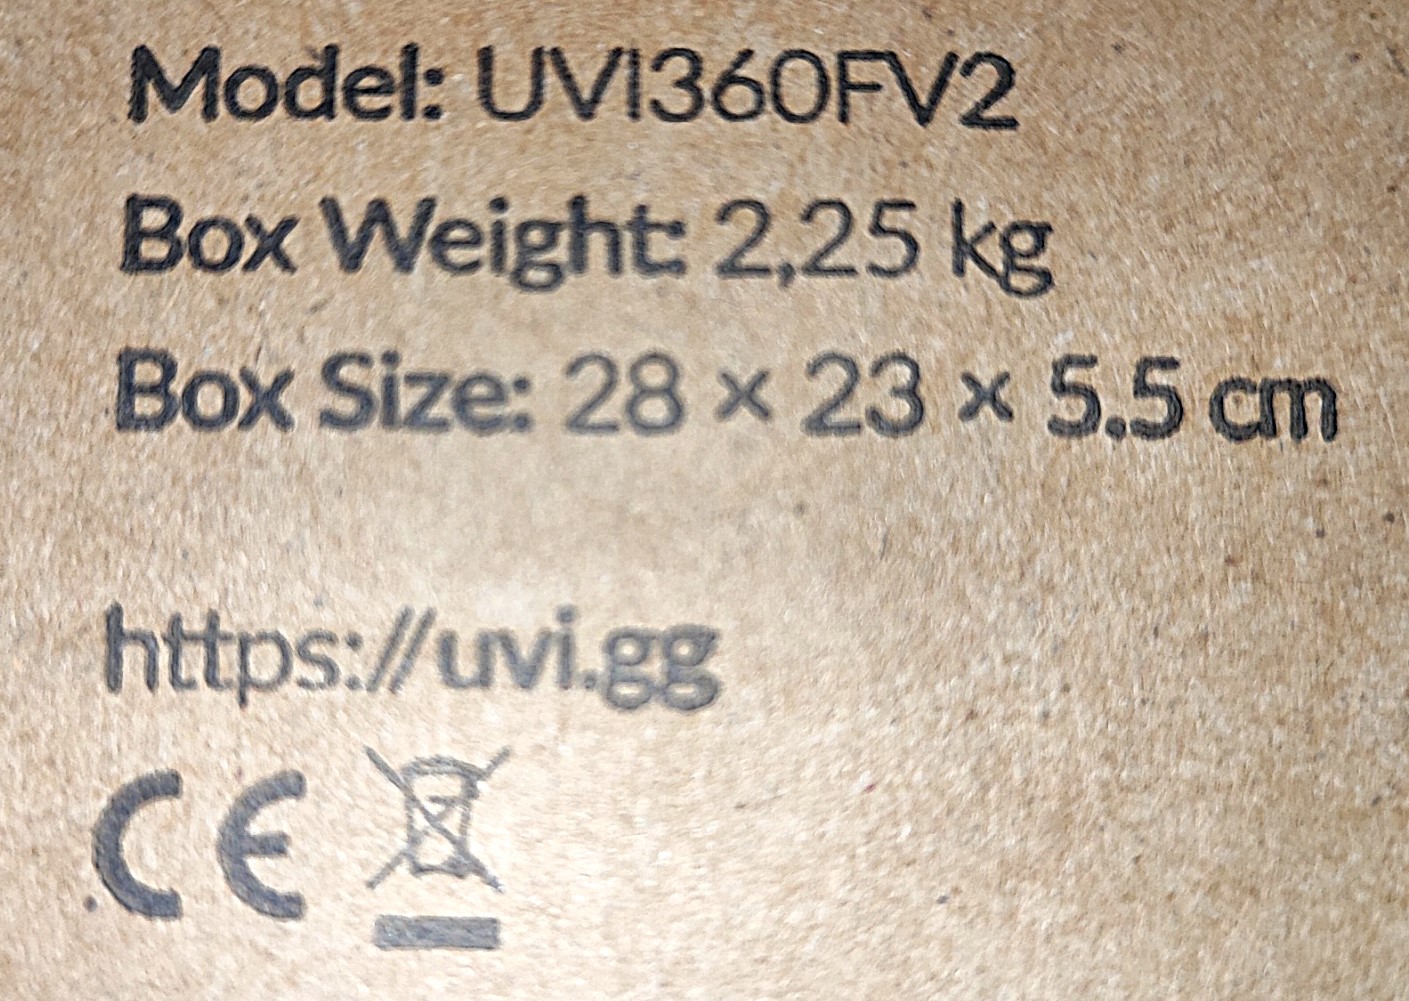 Model: UVI360FV2
Box Weight: 2,25 kg
Box Size: 28 × 23 × 5.5 cm
https://uvi.gg
CE